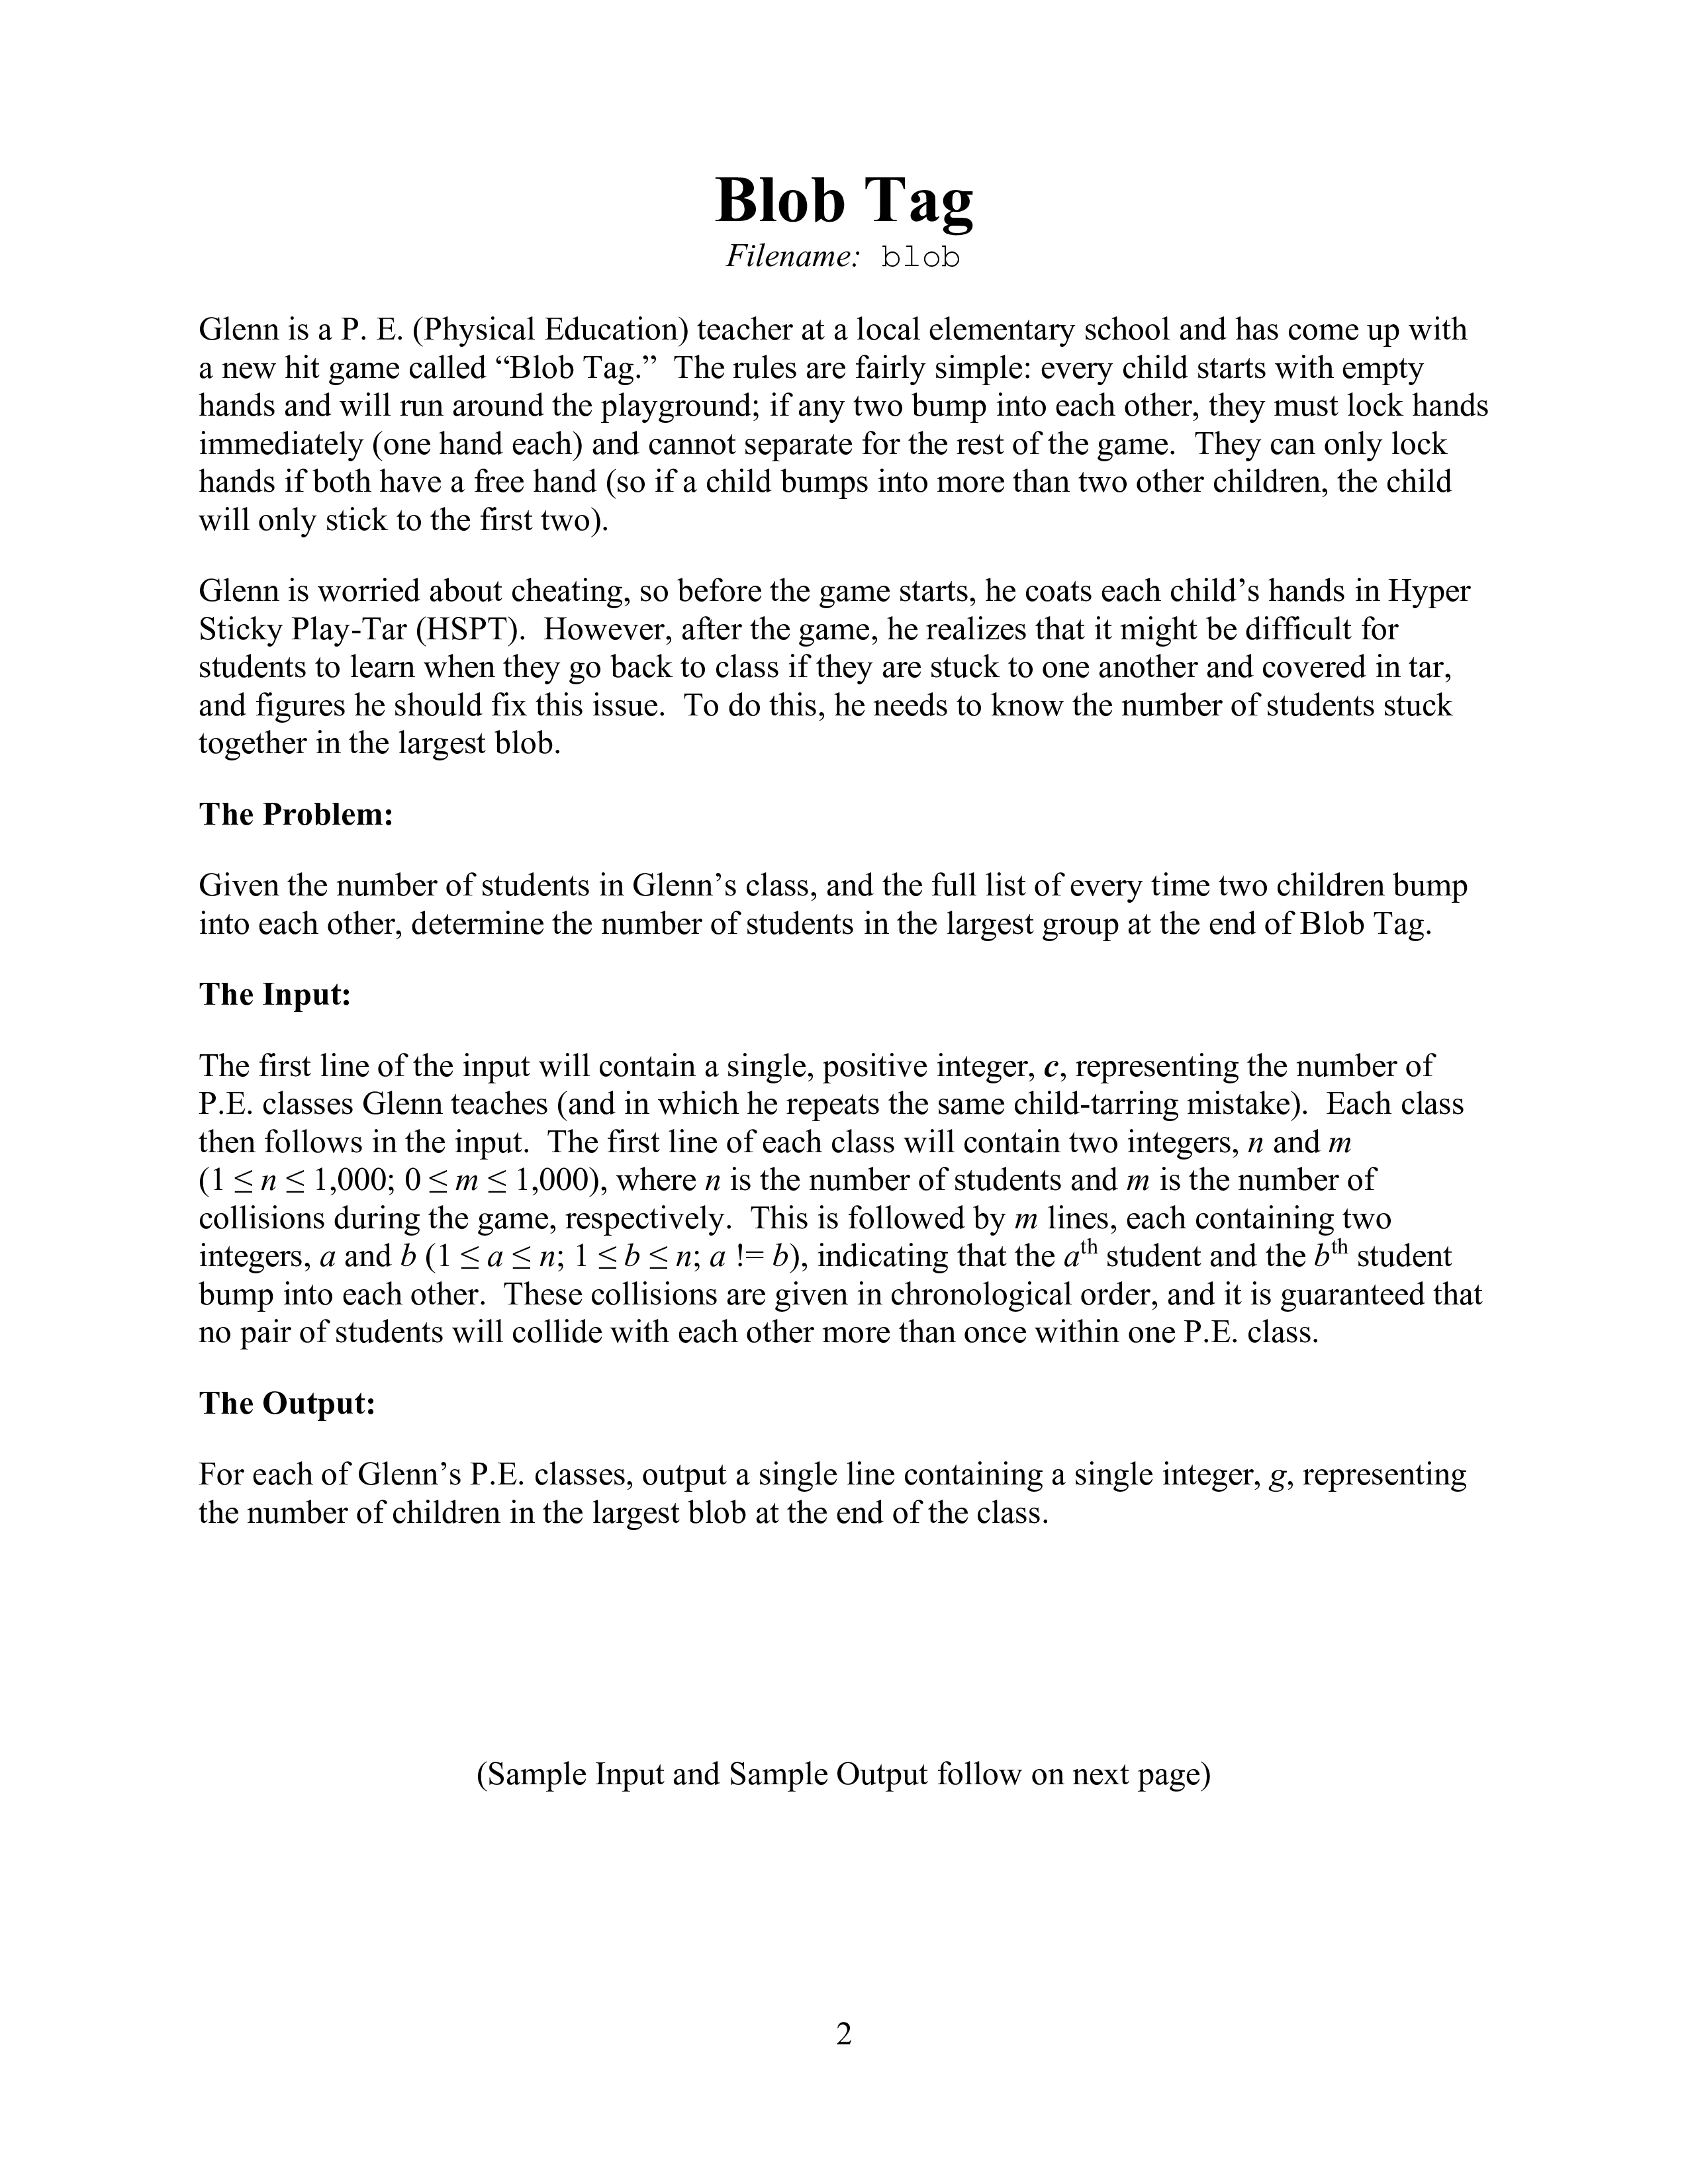 Blob Tag
Filename: blob
Glenn is a P. E. (Physical Education) teacher at a local elementary school and has come up with
a new hit game called “Blob Tag.” The rules are fairly simple: every child starts with empty
hands and will run around the playground; if any two bump into each other, they must lock hands
immediately (one hand each) and cannot separate for the rest of the game. They can only lock
hands if both have a free hand (so if a child bumps into more than two other children, the child
will only stick to the first two).
Glenn is worried about cheating, so before the game starts, he coats each child’s hands in Hyper
Sticky Play-Tar (HSPT). However, after the game, he realizes that it might be difficult for
students to learn when they go back to class if they are stuck to one another and covered in tar,
and figures he should fix this issue. To do this, he needs to know the number of students stuck
together in the largest blob.
The Problem:
Given the number of students in Glenn’s class, and the full list of every time two children bump
into each other, determine the number of students in the largest group at the end of Blob Tag.
The Input:
The first line of the input will contain a single, positive integer, c, representing the number of
P.E. classes Glenn teaches (and in which he repeats the same child-tarring mistake). Each class
then follows in the input. The first line of each class will contain two integers, n and m
(1 ≤ n ≤ 1,000; 0 ≤ m ≤ 1,000), where n is the number of students and m is the number of
collisions during the game, respectively. This is followed by m lines, each containing two
integers, a and b (1 ≤ a ≤ n; 1 ≤ b ≤ n; a != b), indicating that the ath student and the bth student
bump into each other. These collisions are given in chronological order, and it is guaranteed that
no pair of students will collide with each other more than once within one P.E. class.
The Output:
For each of Glenn’s P.E. classes, output a single line containing a single integer, g, representing
the number of children in the largest blob at the end of the class.
(Sample Input and Sample Output follow on next page)
2